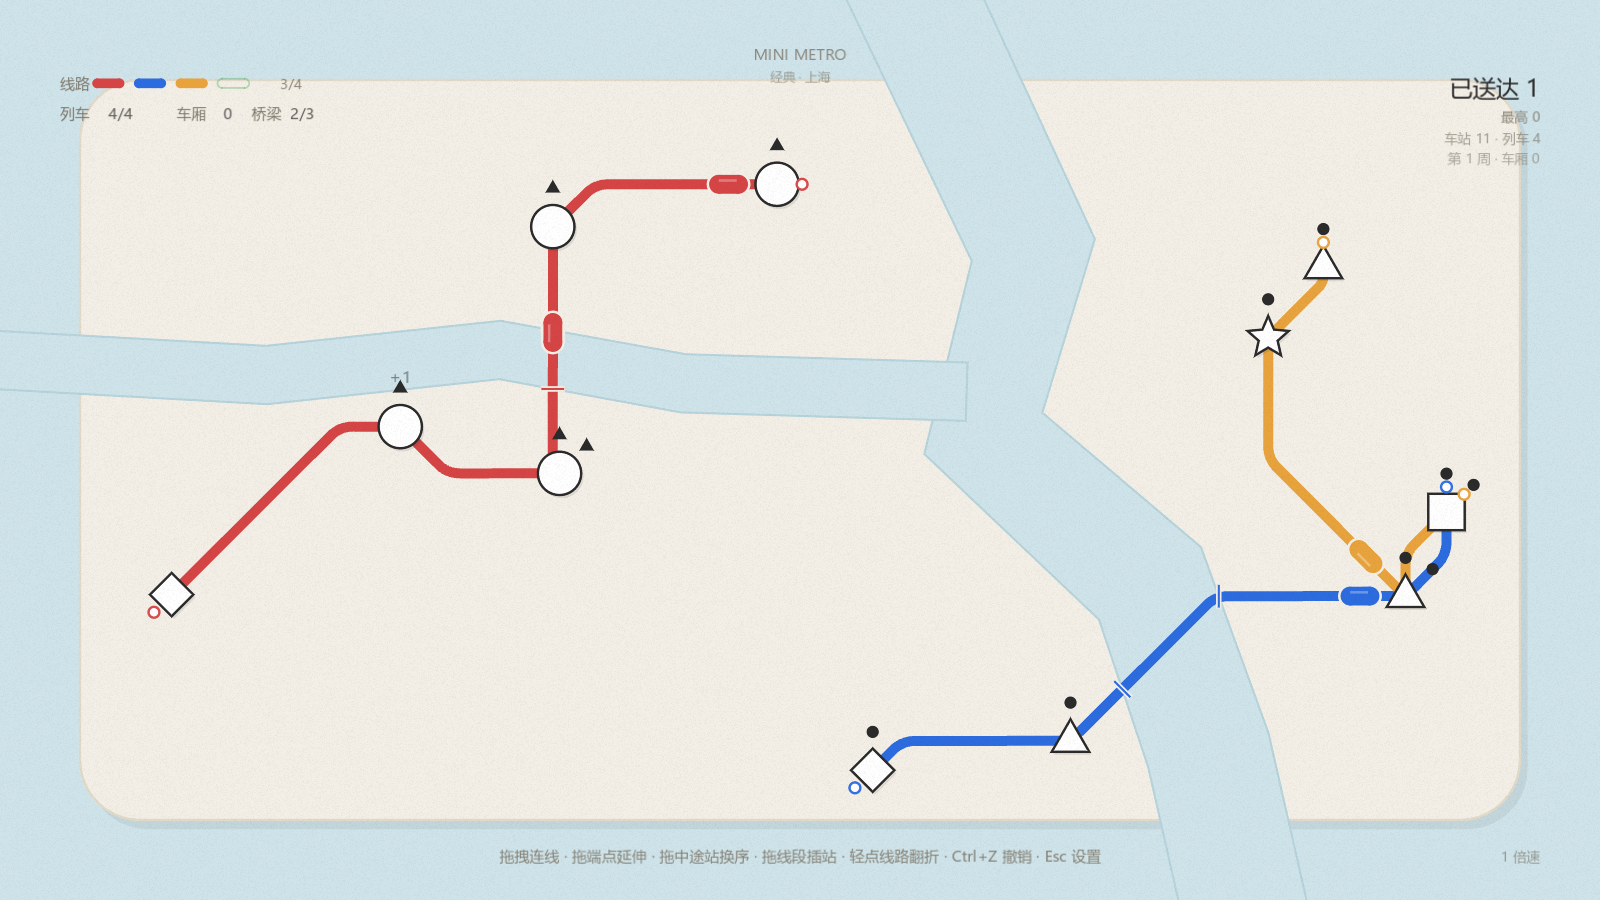 MINI METRO
经典 · 上海
线路 3/4
列车 4/4 车厢 0 桥梁 2/3
已送达 1
最高 0
车站 11 · 列车 4
第 1 周 · 车厢 0
+1
拖拽连线 · 拖端点延伸 · 拖中途站换序 · 拖线段插站 · 轻点线路翻折 · Ctrl+Z 撤销 · Esc 设置
1 倍速